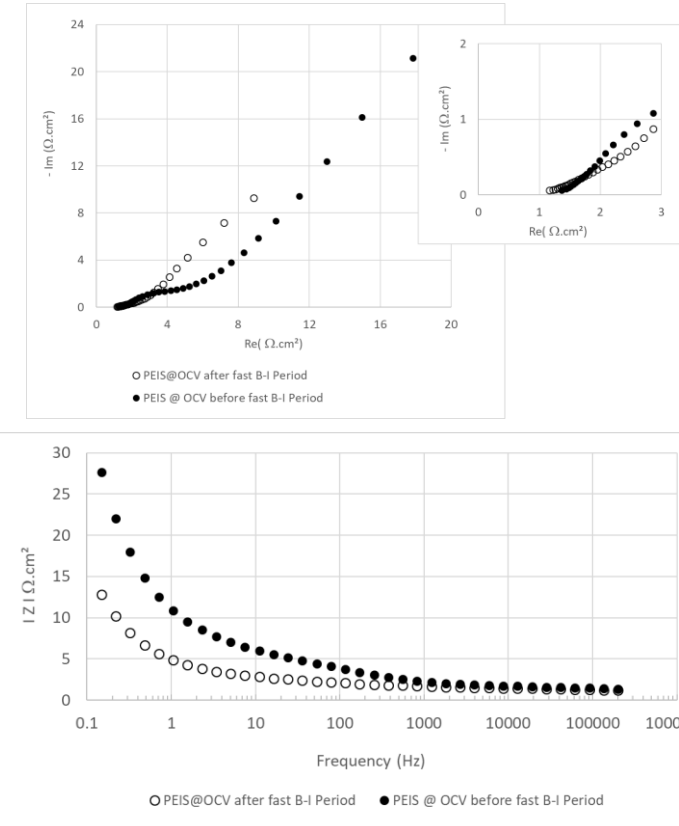 24
20
16
12
8
4
0
- Im (Ω.cm²)
0 4 8 12 16 20
Re( Ω.cm²)
PEIS@OCV after fast B-I Period
PEIS @ OCV before fast B-I Period
2
1
0
- Im (Ω.cm²)
0 1 2 3
Re( Ω.cm²)
30
25
20
15
10
5
0
I Z I Ω.cm²
0.1 1 10 100 1000 10000 100000 1000
Frequency (Hz)
PEIS@OCV after fast B-I Period PEIS @ OCV before fast B-I Period